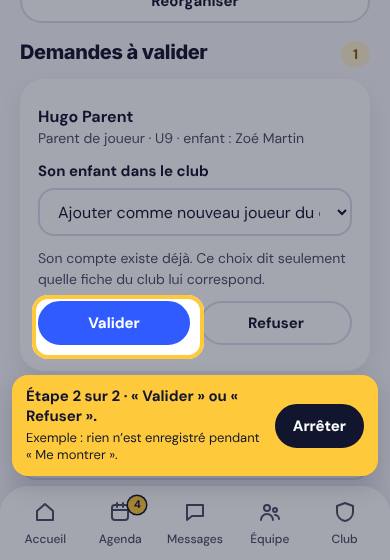 Réorganiser
Demandes à valider
1
Hugo Parent
Parent de joueur · U9 · enfant : Zoé Martin
Son enfant dans le club
Ajouter comme nouveau joueur du
Son compte existe déjà. Ce choix dit seulement
quelle fiche du club lui correspond.
Valider
Refuser
Étape 2 sur 2 · « Valider » ou «
Refuser ».
Exemple : rien n’est enregistré pendant
« Me montrer ».
Arrêter
4
Accueil
Agenda
Messages
Équipe
Club